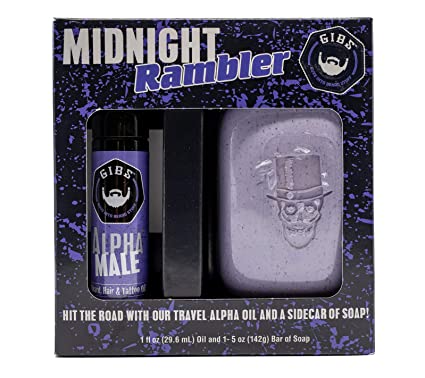 MIDNIGHT
Rambler
GIBS
GIBS
ALPHA
MALE
Hair & Tattoo Oil
HIT THE ROAD WITH OUR TRAVEL ALPHA OIL AND A SIDECAR OF SOAP!
1 fl oz (29.6 mL) Oil and 1- 5 oz (142g) Bar of Soap